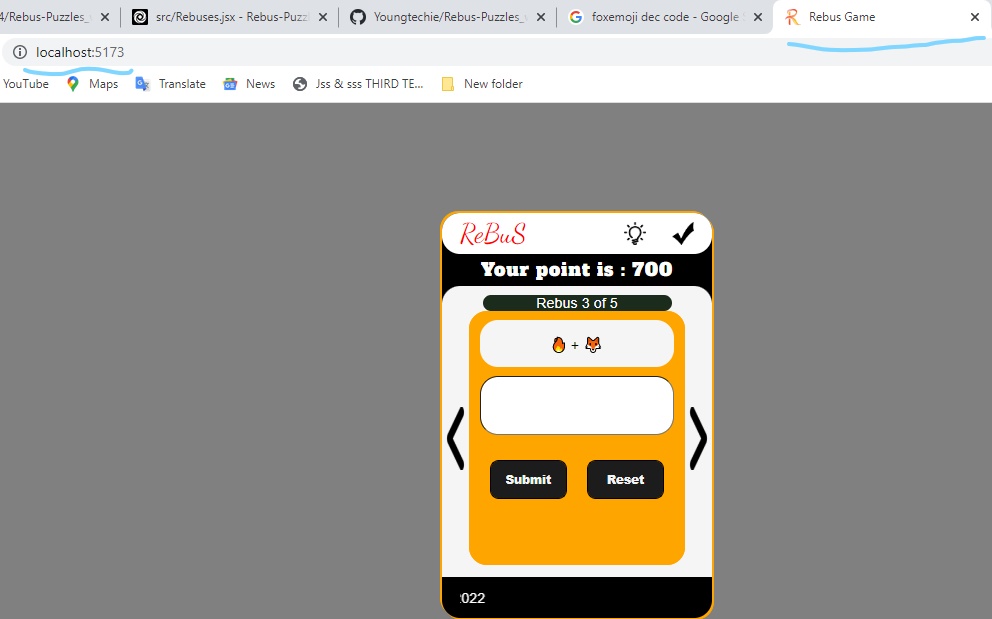 4/Rebus-Puzzles_ src/Rebuses.jsx - Rebus-Puzz Youngtechie/Rebus-Puzzles_ foxemoji dec code - Google Rebus Game
localhost:5173
YouTube Maps Translate News Jss & sss THIRD TE... New folder
ReBuS
Your point is : 700
Rebus 3 of 5
🔥 + 🦊
Submit Reset
2022